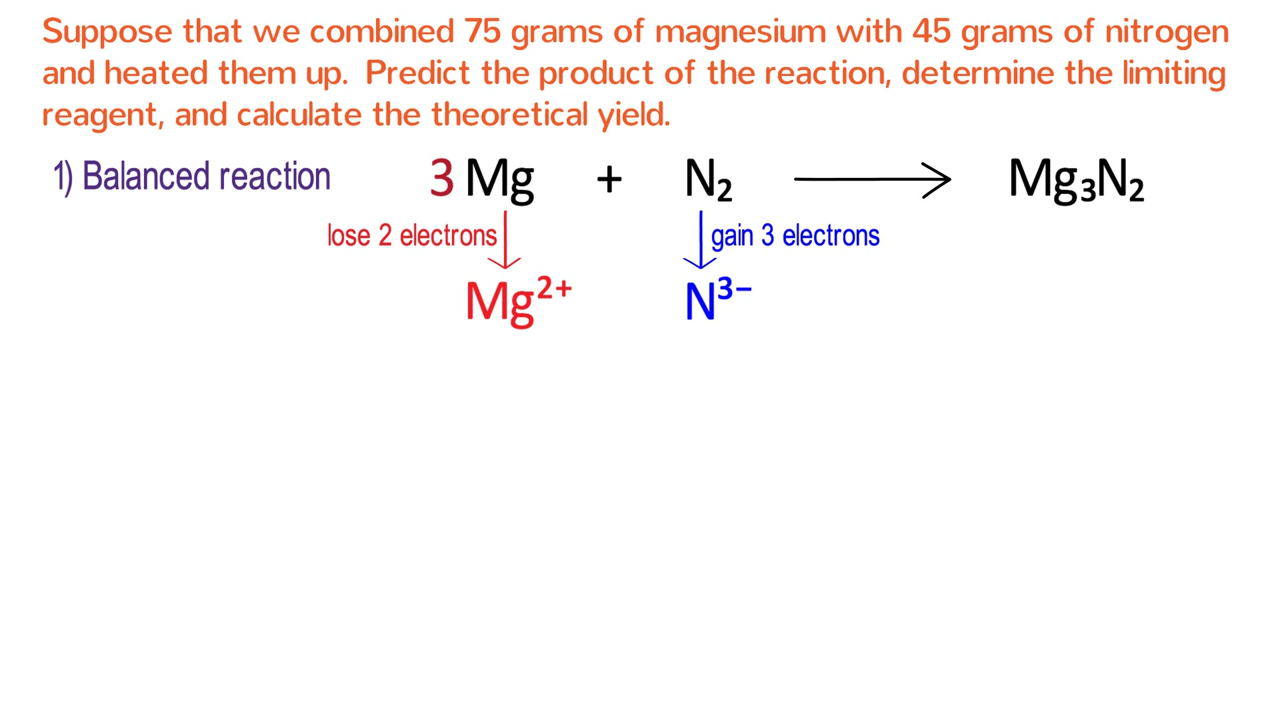 Suppose that we combined 75 grams of magnesium with 45 grams of nitrogen
and heated them up. Predict the product of the reaction, determine the limiting
reagent, and calculate the theoretical yield.
1) Balanced reaction 3 Mg + N₂ ⟶ Mg₃N₂
lose 2 electrons gain 3 electrons
Mg²⁺ N³⁻